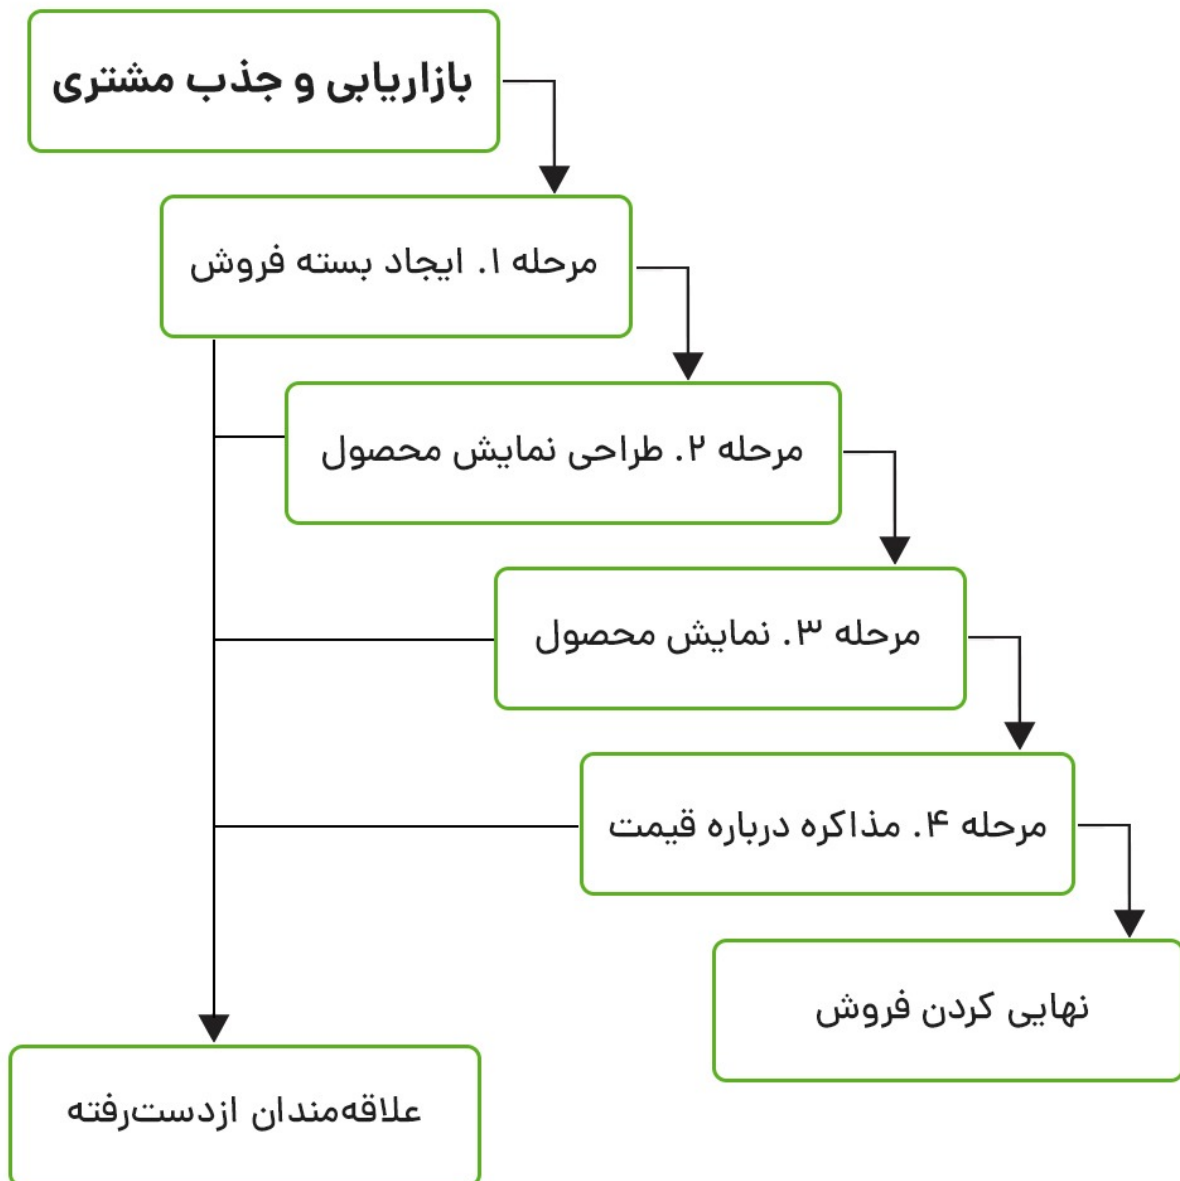 بازاریابی و جذب مشتری
مرحله ۱. ایجاد بسته فروش
مرحله ۲. طراحی نمایش محصول
مرحله ۳. نمایش محصول
مرحله ۴. مذاکره درباره قیمت
نهایی کردن فروش
علاقه‌مندان ازدست‌رفته